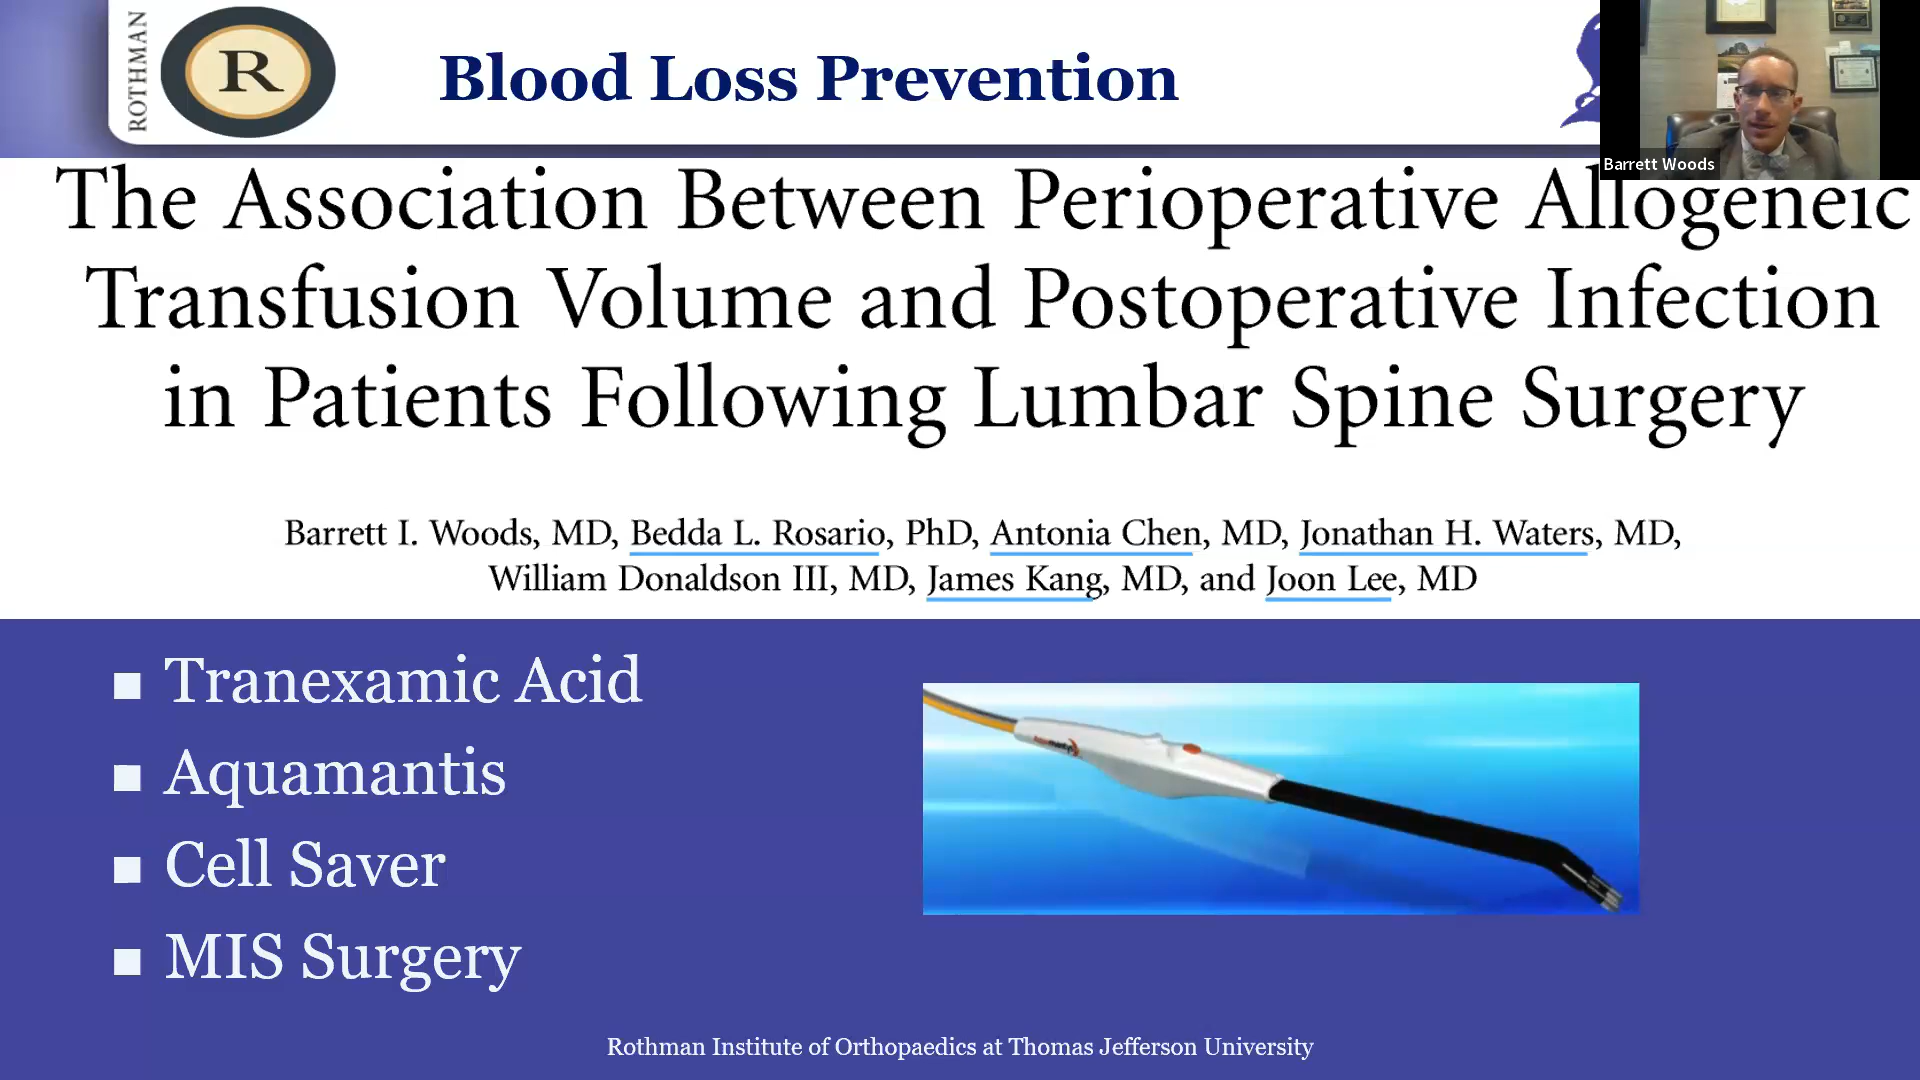 ROTHMAN
R
Blood Loss Prevention
Barrett Woods
The Association Between Perioperative Allogeneic
Transfusion Volume and Postoperative Infection
in Patients Following Lumbar Spine Surgery
Barrett I. Woods, MD, Bedda L. Rosario, PhD, Antonia Chen, MD, Jonathan H. Waters, MD,
William Donaldson III, MD, James Kang, MD, and Joon Lee, MD
■ Tranexamic Acid
■ Aquamantis
■ Cell Saver
■ MIS Surgery
Rothman Institute of Orthopaedics at Thomas Jefferson University